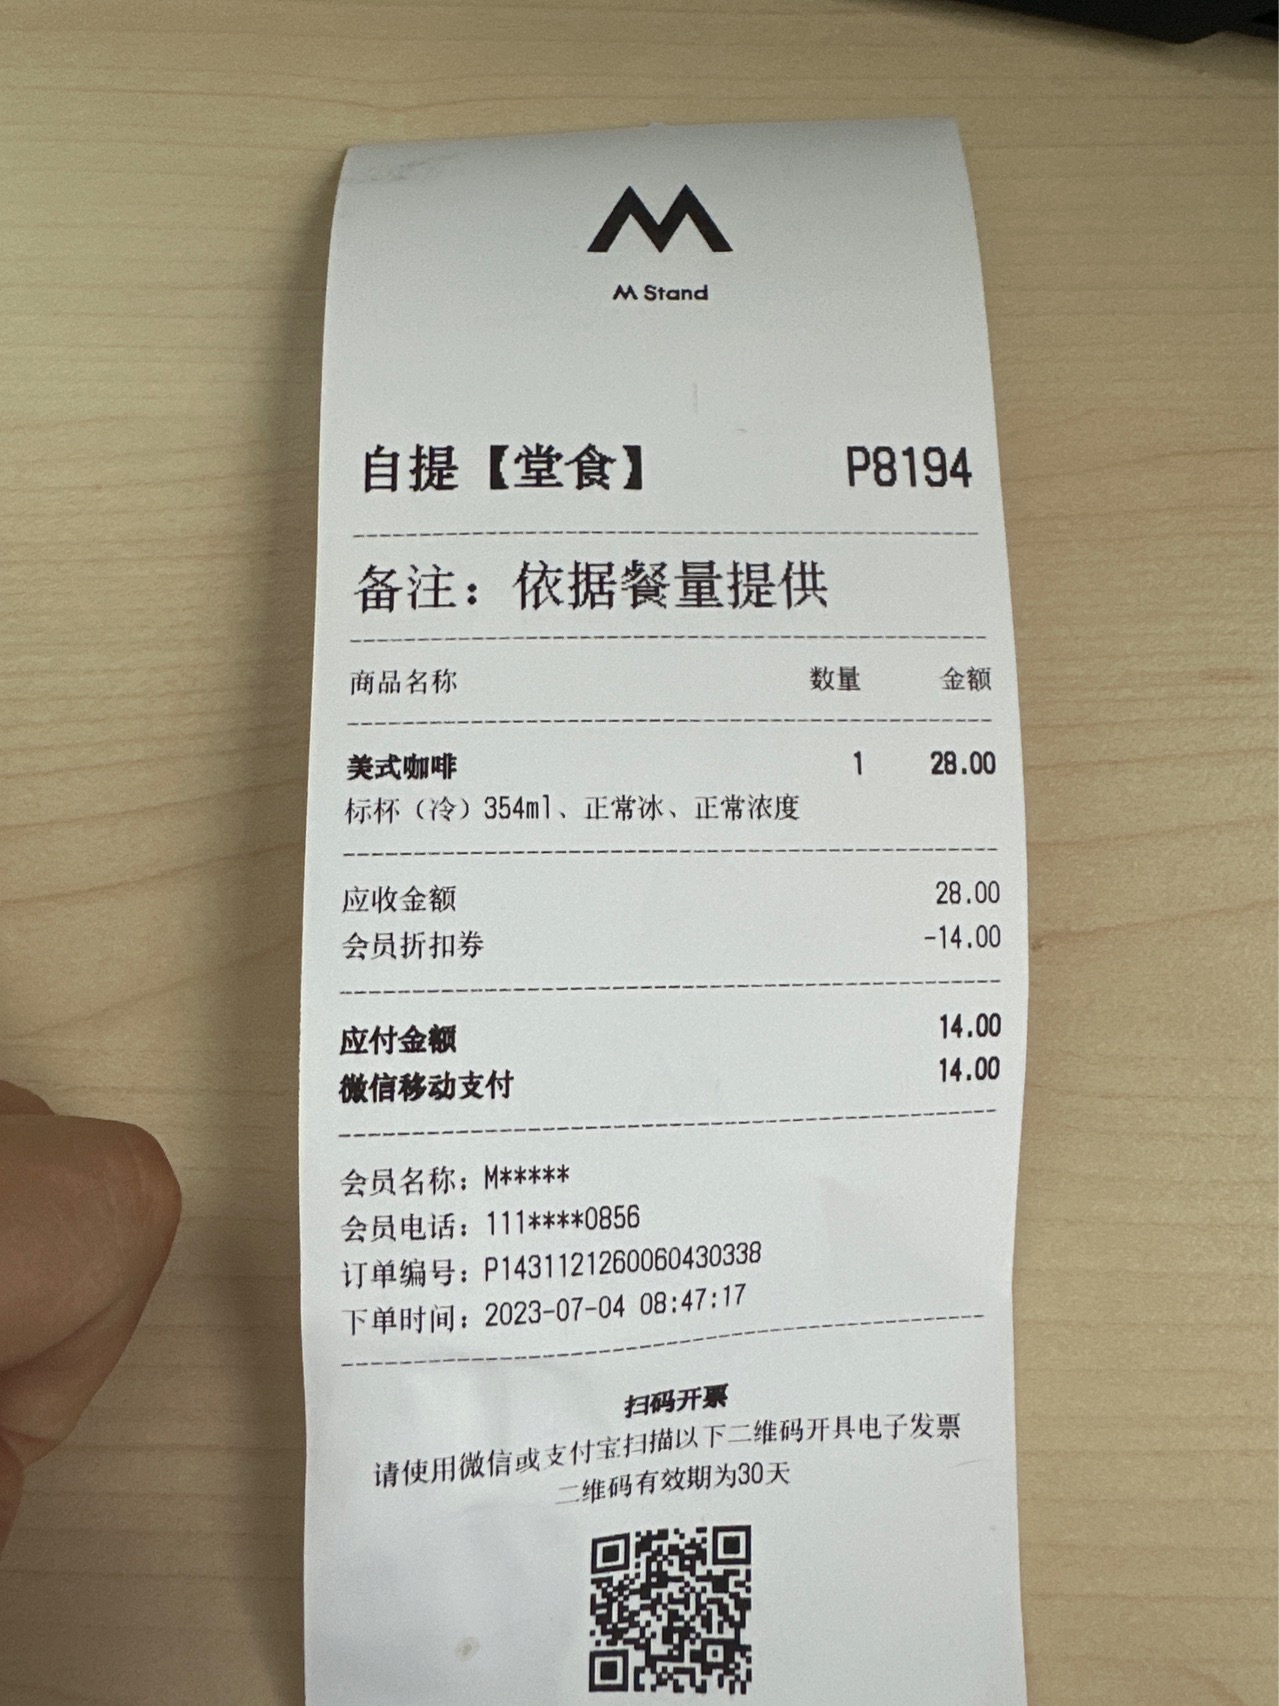 M Stand
自提【堂食】 P8194
备注：依据餐量提供
商品名称 数量 金额
美式咖啡 1 28.00
标杯（冷）354ml、正常冰、正常浓度
应收金额 28.00
会员折扣券 -14.00
应付金额 14.00
微信移动支付 14.00
会员名称：M*****
会员电话：111****0856
订单编号：P1431121260060430338
下单时间：2023-07-04 08:47:17
扫码开票
请使用微信或支付宝扫描以下二维码开具电子发票
二维码有效期为30天